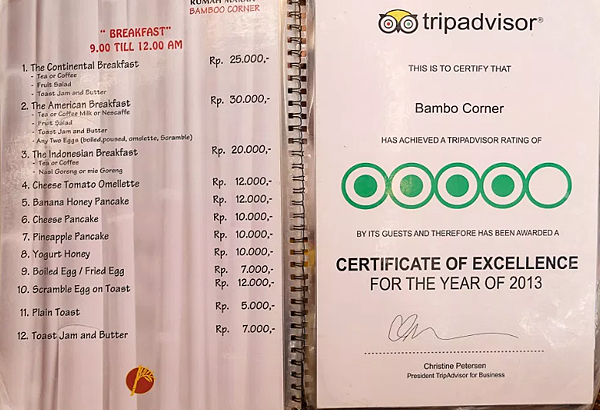 RUMAH MAKAN
BAMBOO CORNER
“ BREAKFAST”
9.00 TILL 12.00 AM
1. The Continental Breakfast Rp. 25.000,-
- Tea or Coffee
- Fruit Salad
- Toast Jam and Butter
2. The American Breakfast Rp. 30.000,-
- Tea or Coffee Milk or Nescaffe
- Fruit Salad
- Toast Jam and Butter
- Any Two Eggs (boiled,poused, omolette, Scramble)
3. The Indonesian Breakfast Rp. 20.000,-
- Tea or Coffee
- Nasi Goreng or mie Goreng
4. Cheese Tomato Omellette Rp. 12.000,-
5. Banana Honey Pancake Rp. 12.000,-
6. Cheese Pancake Rp. 10.000,-
7. Pineapple Pancake Rp. 10.000,-
8. Yogurt Honey Rp. 10.000,-
9. Boiled Egg / Fried Egg Rp. 7.000,-
10. Scramble Egg on Toast Rp. 12.000,-
11. Plain Toast Rp. 5.000,-
12. Toast Jam and Butter Rp. 7.000,-
tripadvisor®
THIS IS TO CERTIFY THAT
Bambo Corner
HAS ACHIEVED A TRIPADVISOR RATING OF
BY ITS GUESTS AND THEREFORE HAS BEEN AWARDED A
CERTIFICATE OF EXCELLENCE
FOR THE YEAR OF 2013
Christine Petersen
President TripAdvisor for Business